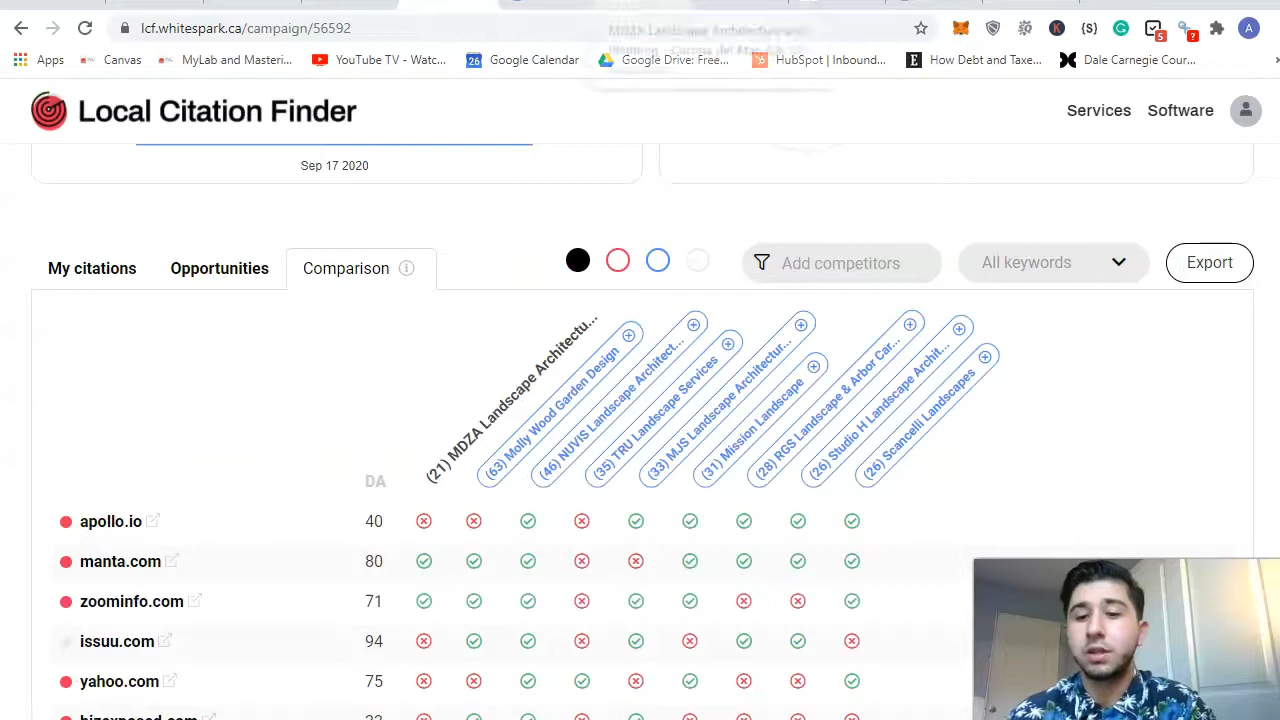 lcf.whitespark.ca/campaign/56592
Apps Canvas MyLawn and Masteri... YouTube TV - Watc... 26 Google Calendar Google Drive: Free... HubSpot | Inbound... How Debt and Taxe... Dale Carnegie Cour...
Local Citation Finder
Services Software
Sep 17 2020
My citations Opportunities Comparison
Add competitors All keywords Export
DA
(21) MDZA Landscape Architectu...
(63) Molly Wood Garden Design
(46) NUVIS Landscape Architect...
(35) TRU Landscape Services
(33) MJS Landscape Architectur...
(31) Mission Landscape
(28) RGS Landscape & Arbor Car...
(26) Studio H Landscape Archit...
(26) Scancelli Landscapes
apollo.io 40
manta.com 80
zoominfo.com 71
issuu.com 94
yahoo.com 75